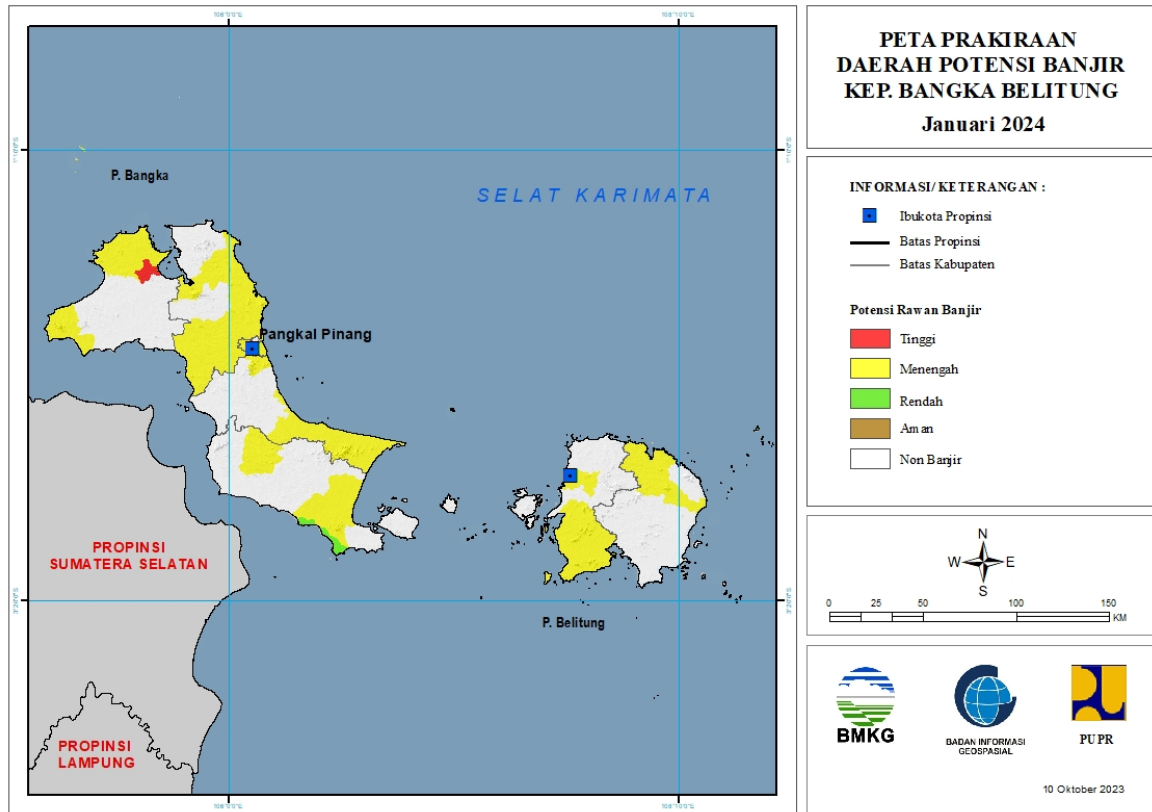 PETA PRAKIRAAN
DAERAH POTENSI BANJIR
KEP. BANGKA BELITUNG
Januari 2024
P. Bangka
SELAT KARIMATA
Pangkal Pinang
PROPINSI
SUMATERA SELATAN
P. Belitung
PROPINSI
LAMPUNG
INFORMASI/ KETERANGAN :
Ibukota Propinsi
Batas Propinsi
Batas Kabupaten
Potensi Rawan Banjir
Tinggi
Menengah
Rendah
Aman
Non Banjir
N
W E
S
0 25 50 100 150
KM
BMKG
BADAN INFORMASI
GEOSPASIAL
PUPR
10 Oktober 2023